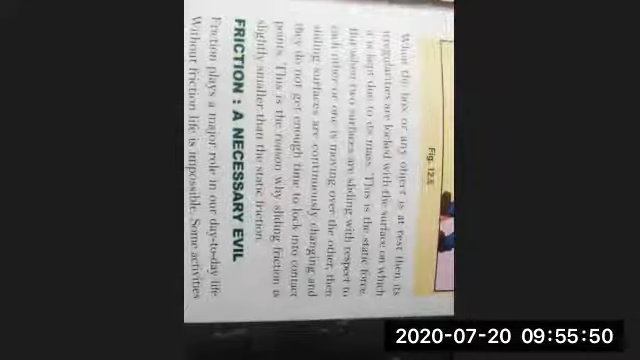 Fig. 12.5
When the box or any object is at rest then its
irregularities are locked with the surface on which
it is kept due to its mass. This is the static force.
But when two surfaces are sliding with respect to
each other or one is moving over the other, then
sliding surfaces are continuously changing and
they do not get enough time to lock into contact
points. This is the reason why sliding friction is
slightly smaller than the static friction.
FRICTION : A NECESSARY EVIL
Friction plays a major role in our day-to-day life
Without friction life is impossible. Some activities
2020-07-20 09:55:50